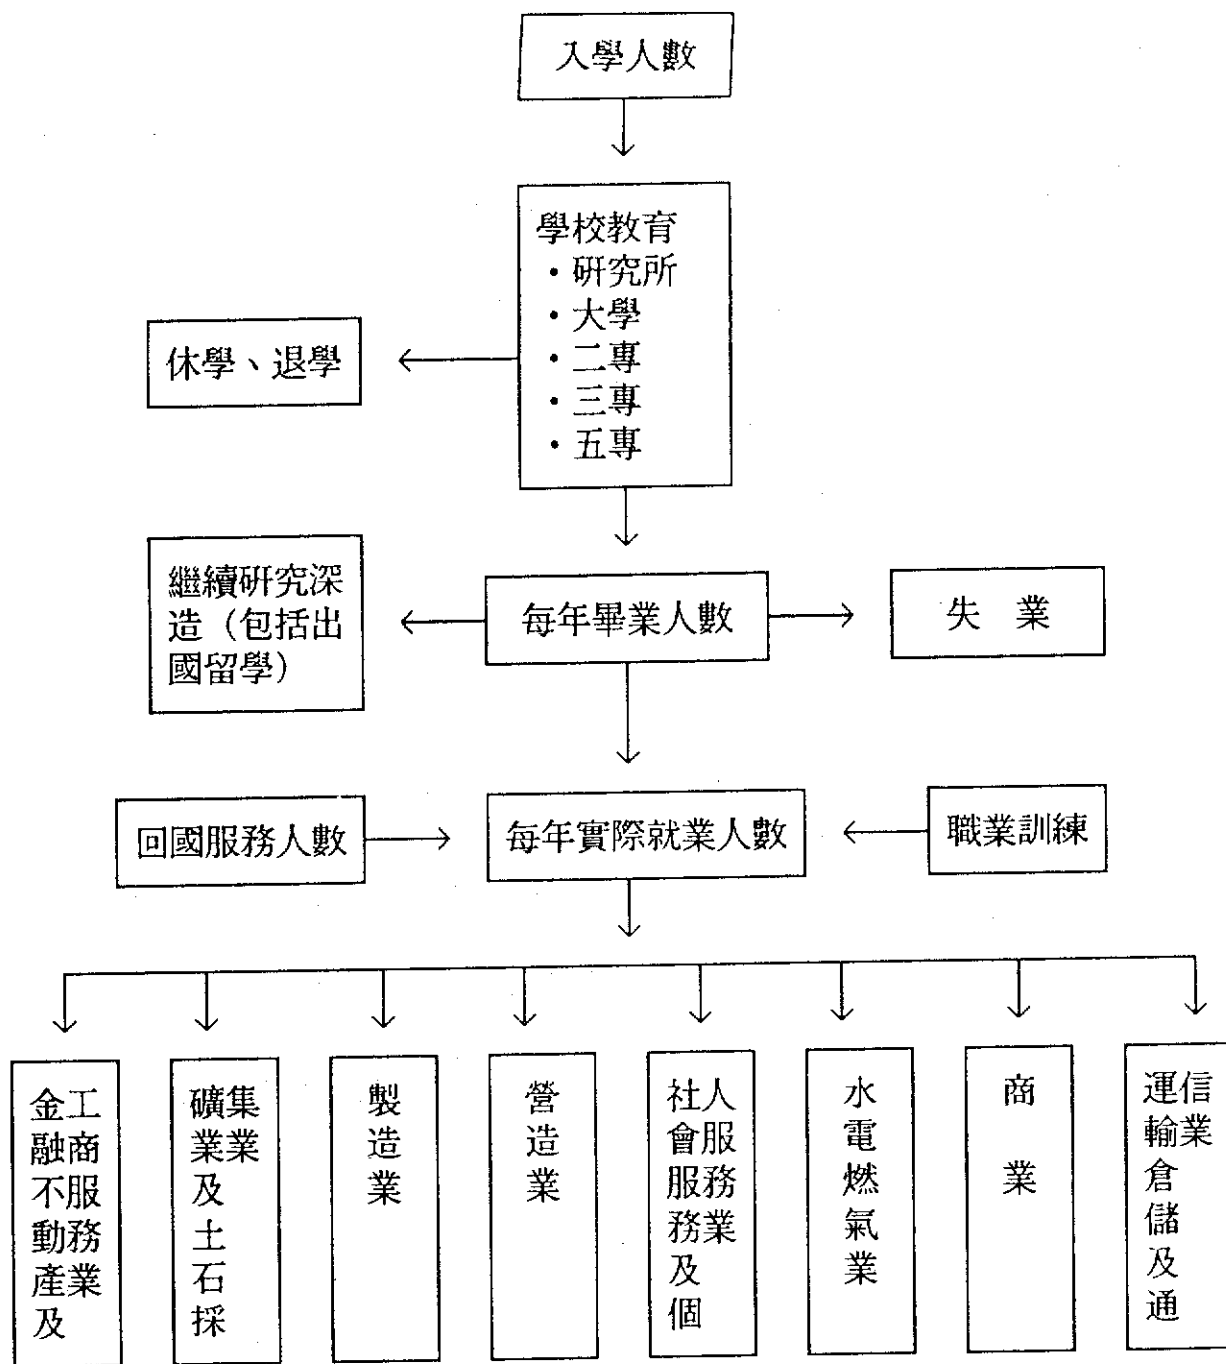 入學人數
學校教育
・研究所
・大學
・二專
・三專
・五專
休學、退學
繼續研究深
造（包括出
國留學）
每年畢業人數
失　業
回國服務人數
每年實際就業人數
職業訓練
金融不動產及
工商服務業
礦業及土石採
集業
製造業
營造業
社會服務及個
人服務業
水電燃氣業
商　業
運輸倉儲及通
信業